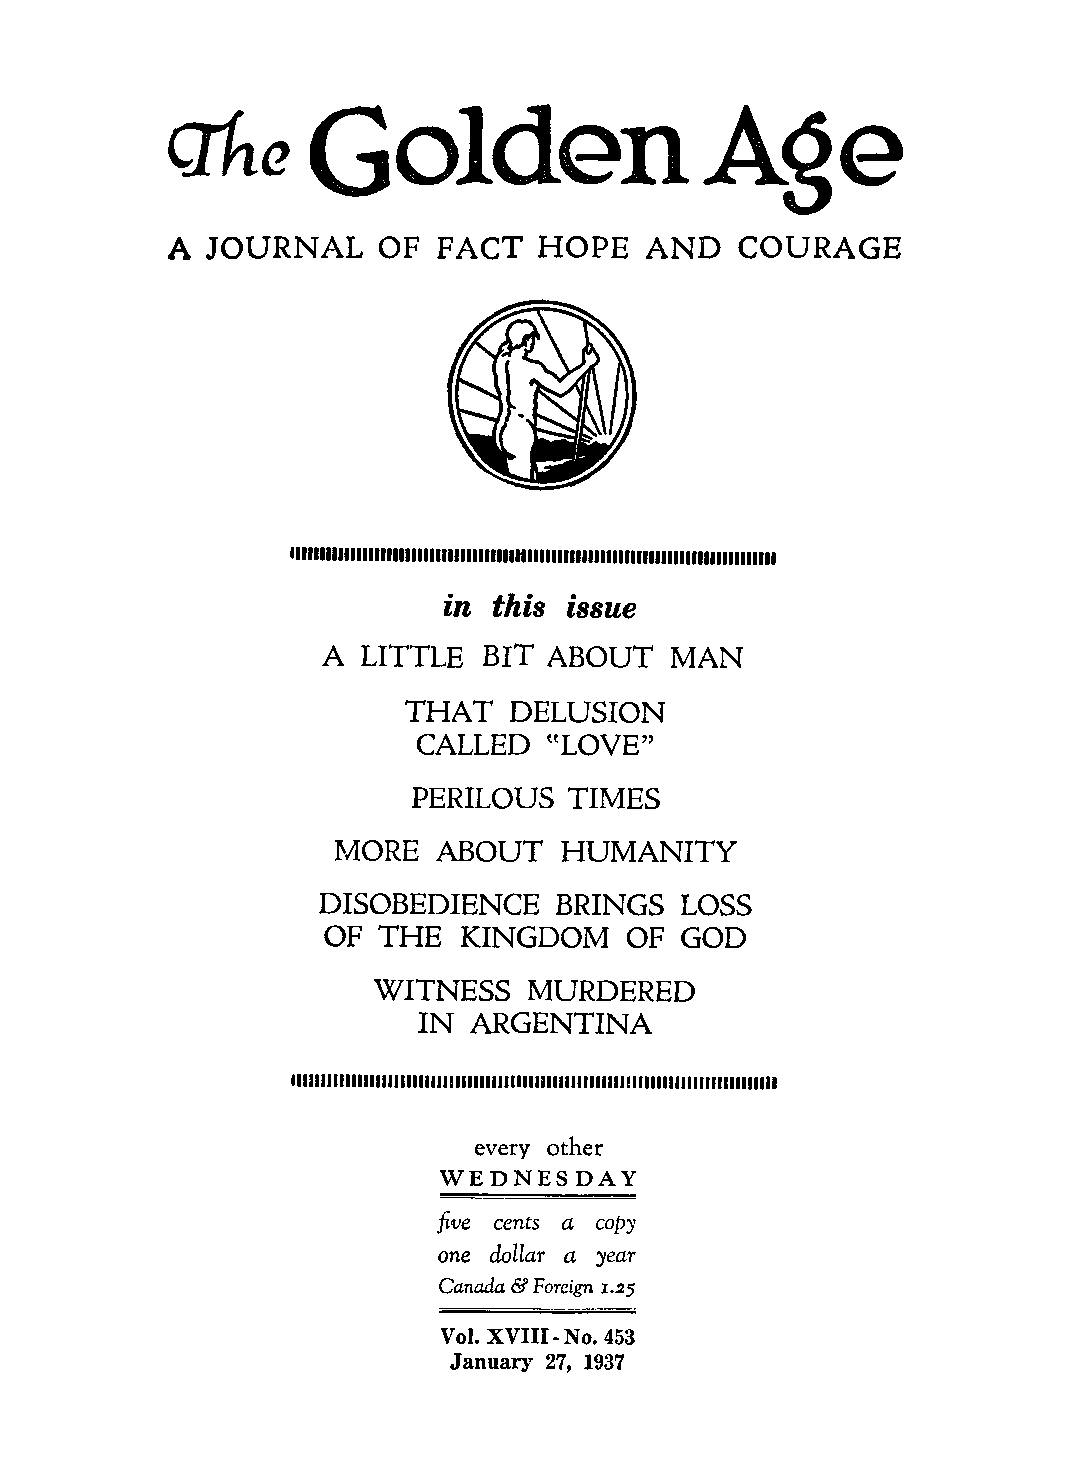 The Golden Age
A JOURNAL OF FACT HOPE AND COURAGE
in this issue
A LITTLE BIT ABOUT MAN
THAT DELUSION
CALLED "LOVE"
PERILOUS TIMES
MORE ABOUT HUMANITY
DISOBEDIENCE BRINGS LOSS
OF THE KINGDOM OF GOD
WITNESS MURDERED
IN ARGENTINA
every other
WEDNESDAY
five cents a copy
one dollar a year
Canada & Foreign 1.25
Vol. XVIII - No. 453
January 27, 1937